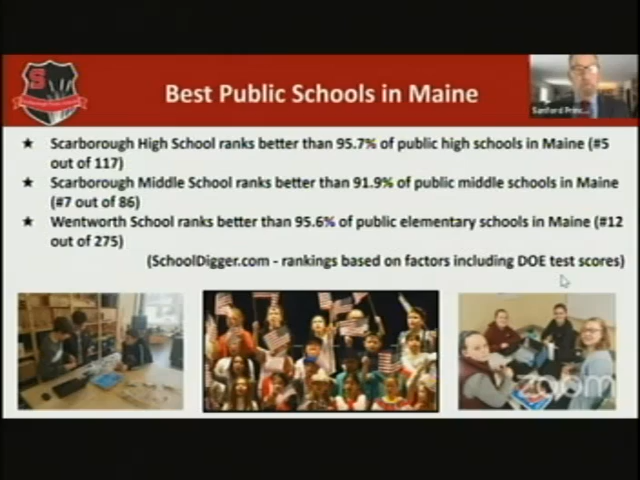 S
Best Public Schools in Maine
★ Scarborough High School ranks better than 95.7% of public high schools in Maine (#5
out of 117)
★ Scarborough Middle School ranks better than 91.9% of public middle schools in Maine
(#7 out of 86)
★ Wentworth School ranks better than 95.6% of public elementary schools in Maine (#12
out of 275)
(SchoolDigger.com - rankings based on factors including DOE test scores)
zoom